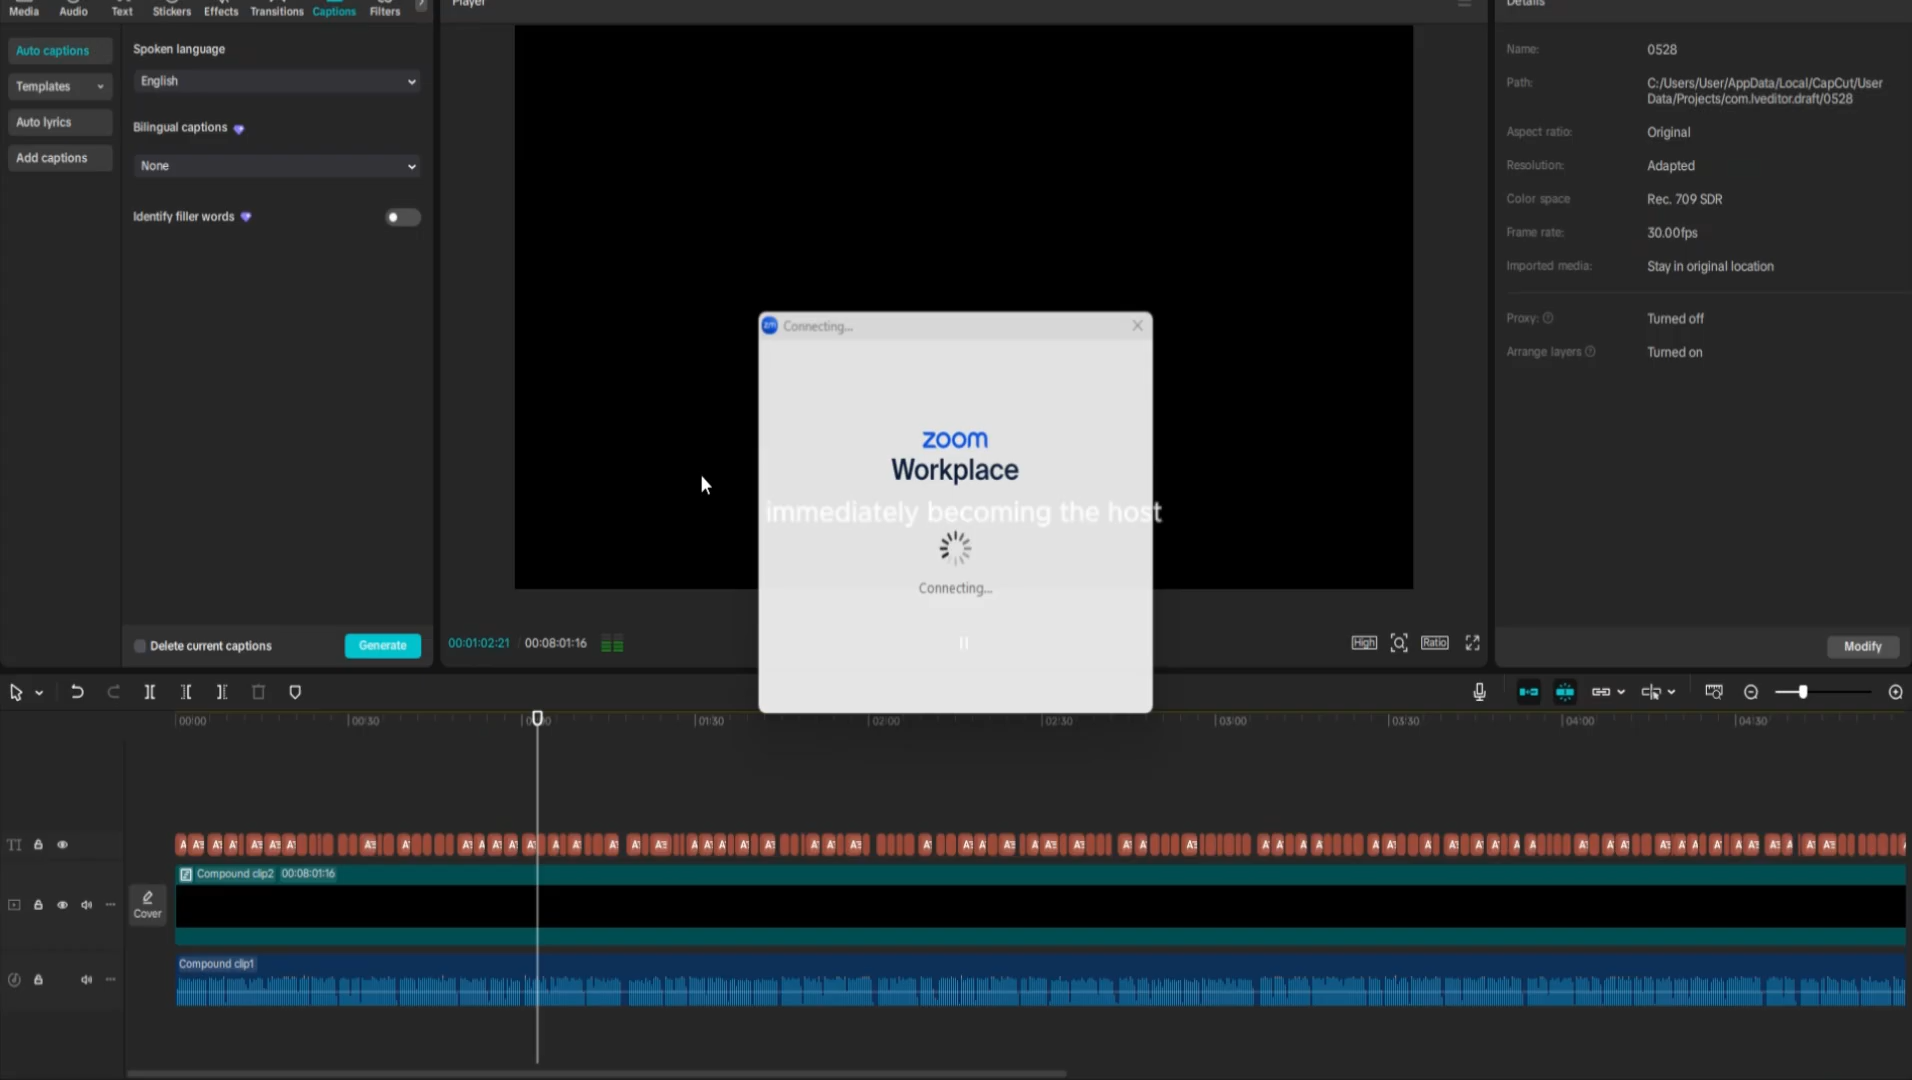 Media Audio Text Stickers Effects Transitions Captions Filters
Player
Details
Auto captions
Templates
Auto lyrics
Add captions
Spoken language
English
Bilingual captions
None
Identify filler words
Delete current captions
Generate
zm Connecting...
zoom
Workplace
immediately becoming the host
Connecting...
00:01:02:21 00:08:01:16
High
Ratio
Name: 0528
Path: C:/Users/User/AppData/Local/CapCut/User
Data/Projects/com.lveditor.draft/0528
Aspect ratio: Original
Resolution: Adapted
Color space Rec. 709 SDR
Frame rate: 30.00fps
Imported media: Stay in original location
Proxy: Turned off
Arrange layers Turned on
Modify
00:00 00:30 01:30 02:00 02:30 03:00 03:30 04:00 04:30
Compound clip2 00:08:01:16
Cover
Compound clip1